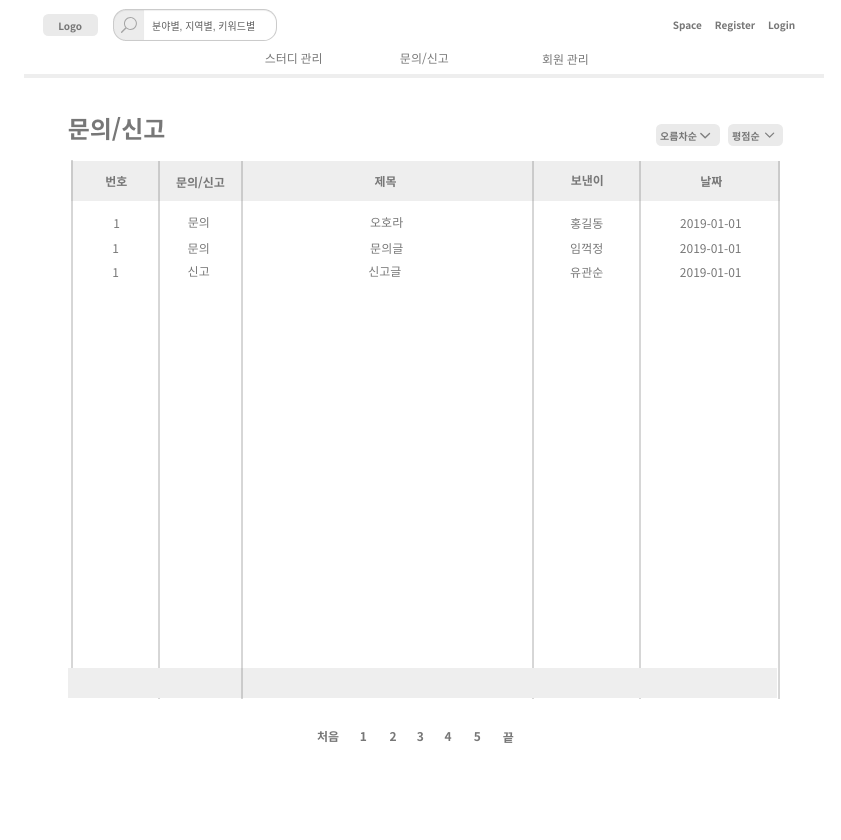 Logo 분야별, 지역별, 키워드별 Space Register Login
스터디 관리 문의/신고 회원 관리
문의/신고
오름차순 평점순
번호 문의/신고 제목 보낸이 날짜
1 문의 오호라 홍길동 2019-01-01
1 문의 문의글 임꺽정 2019-01-01
1 신고 신고글 유관순 2019-01-01
처음 1 2 3 4 5 끝